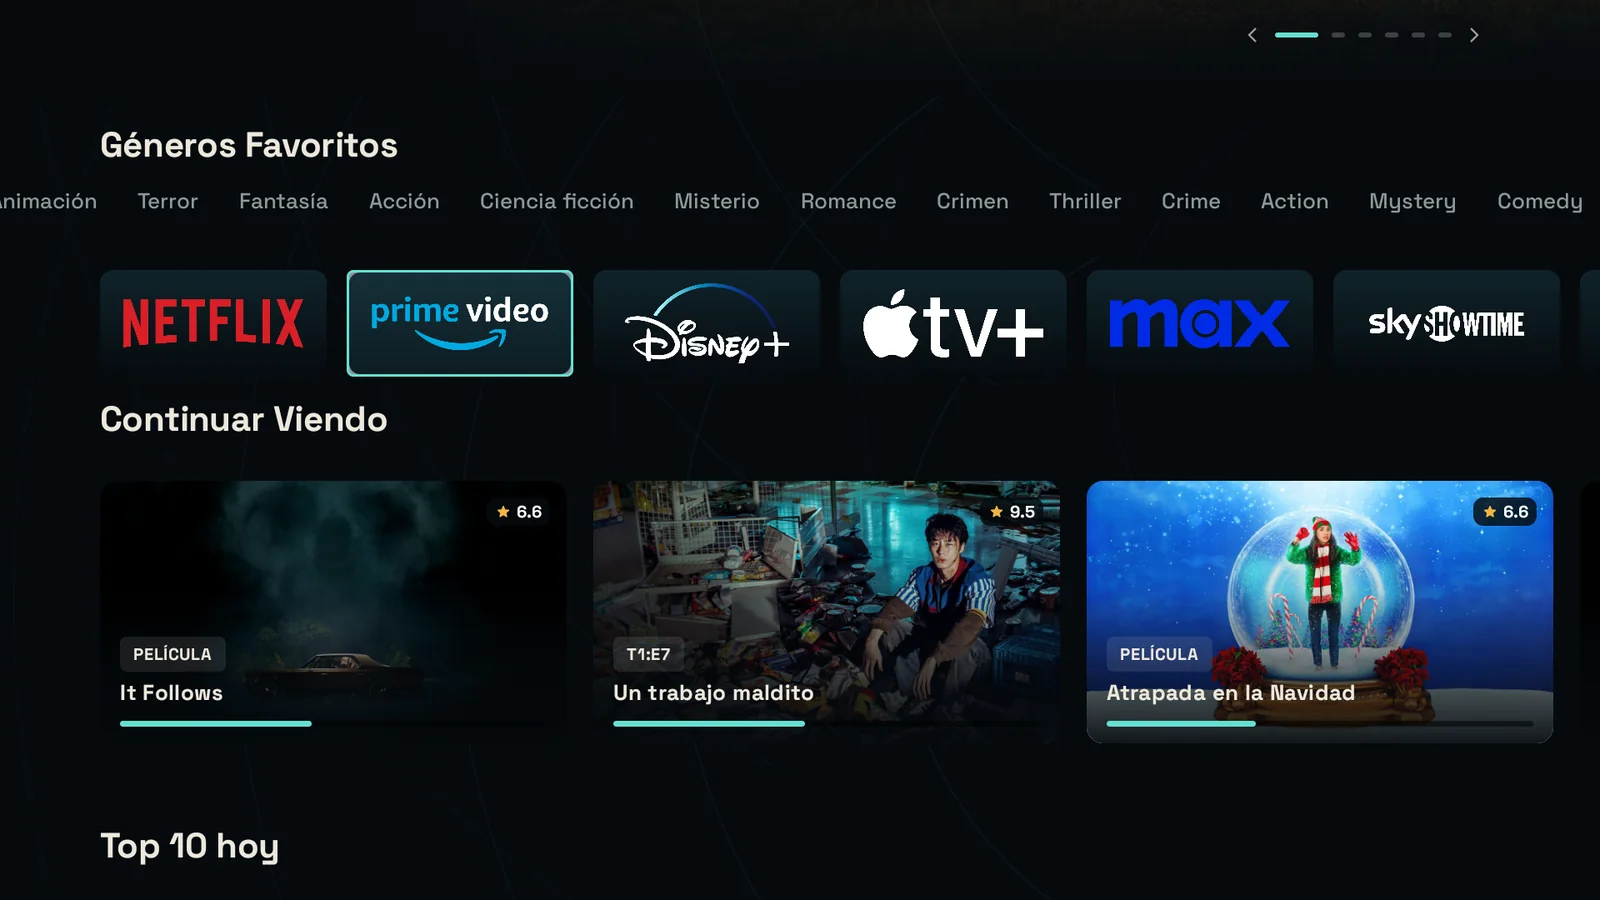 Géneros Favoritos
nimación Terror Fantasía Acción Ciencia ficción Misterio Romance Crimen Thriller Crime Action Mystery Comedy
NETFLIX prime video Disney+ tv+ max sky SHOWTIME
Continuar Viendo
6.6 9.5 6.6
PELÍCULA T1:E7 PELÍCULA
It Follows Un trabajo maldito Atrapada en la Navidad
Top 10 hoy